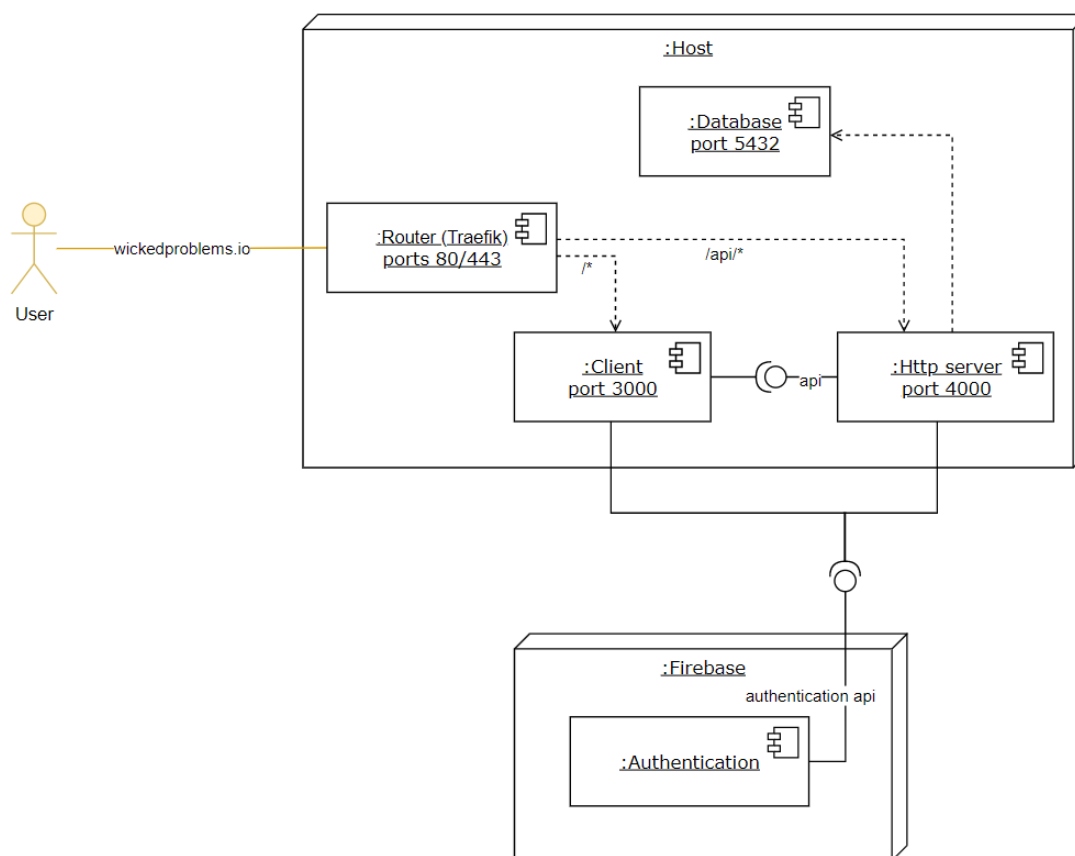 :Host
:Database
port 5432
:Router (Traefik)
ports 80/443
wickedproblems.io
/api/*
/*
User
:Client
port 3000
api
:Http server
port 4000
:Firebase
authentication api
:Authentication